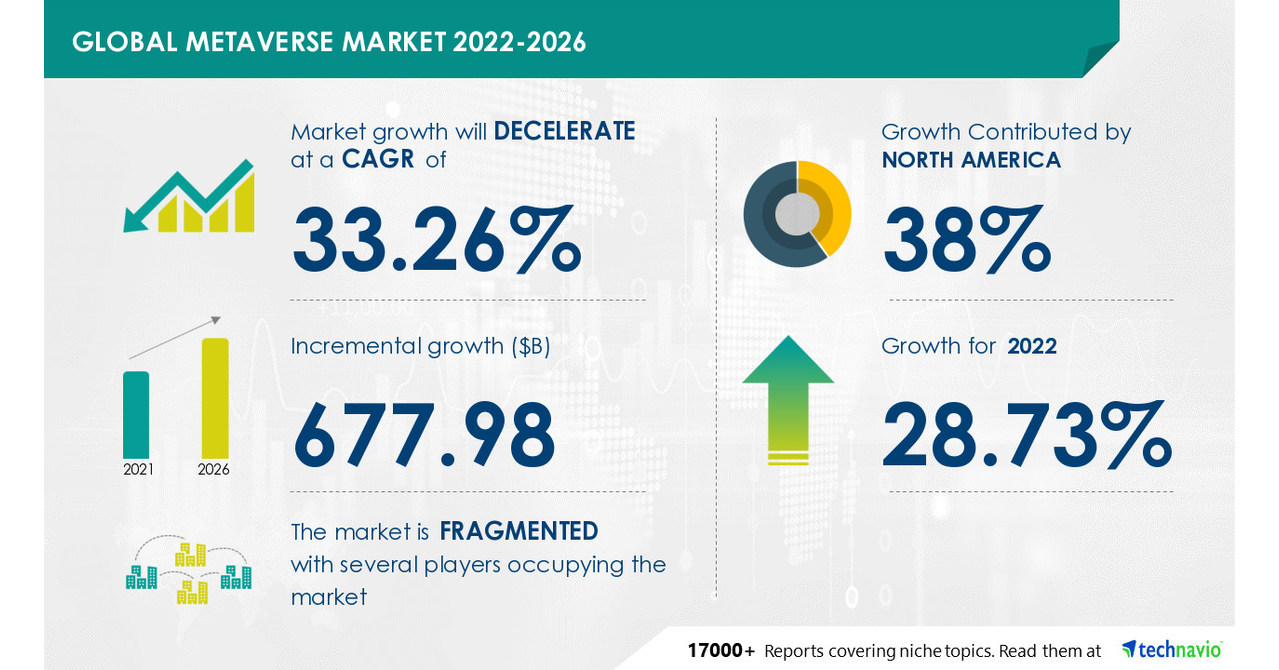 GLOBAL METAVERSE MARKET 2022-2026
Market growth will DECELERATE
at a CAGR of
33.26%
Incremental growth ($B)
677.98
2021
2026
The market is FRAGMENTED
with several players occupying the
market
Growth Contributed by
NORTH AMERICA
38%
Growth for 2022
28.73%
17000+ Reports covering niche topics. Read them at
technavio